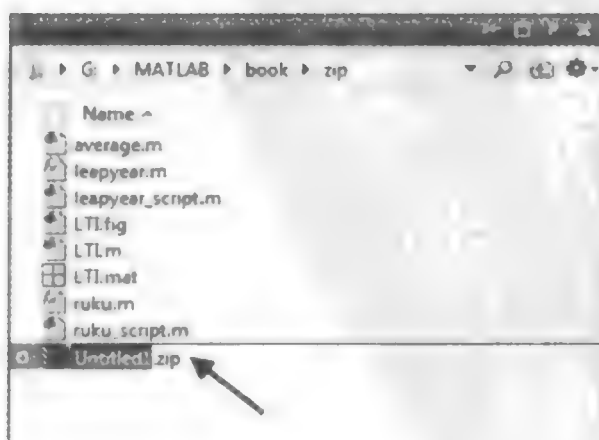 G: MATLAB book zip
Name
average.m
leapyear.m
leapyear_script.m
LTI.fig
LTI.m
LTI.mat
ruku.m
ruku_script.m
Untitled1.zip